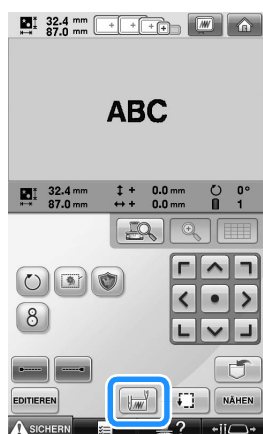 32.4 mm
87.0 mm
ABC
32.4 mm ↕ + 0.0 mm 0°
87.0 mm ↔ + 0.0 mm 1
8
EDITIEREN
NÄHEN
SICHERN ?